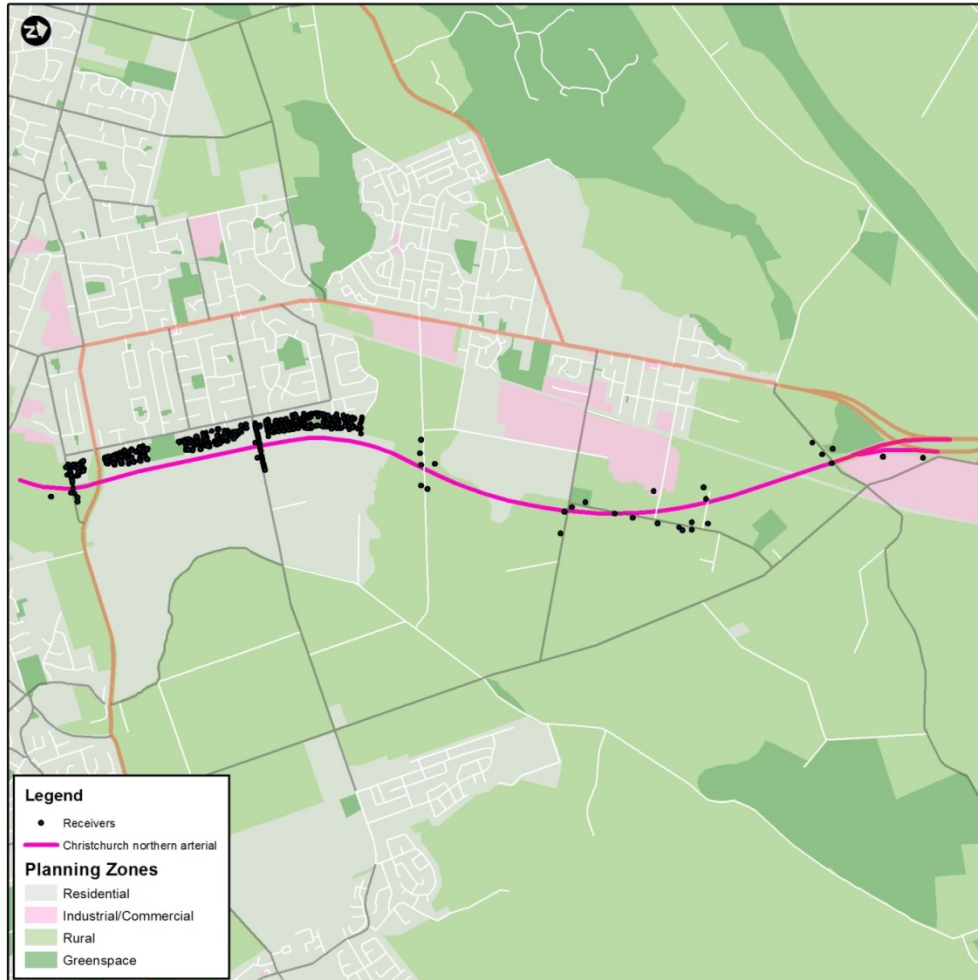 N
Legend
Receivers
Christchurch northern arterial
Planning Zones
Residential
Industrial/Commercial
Rural
Greenspace